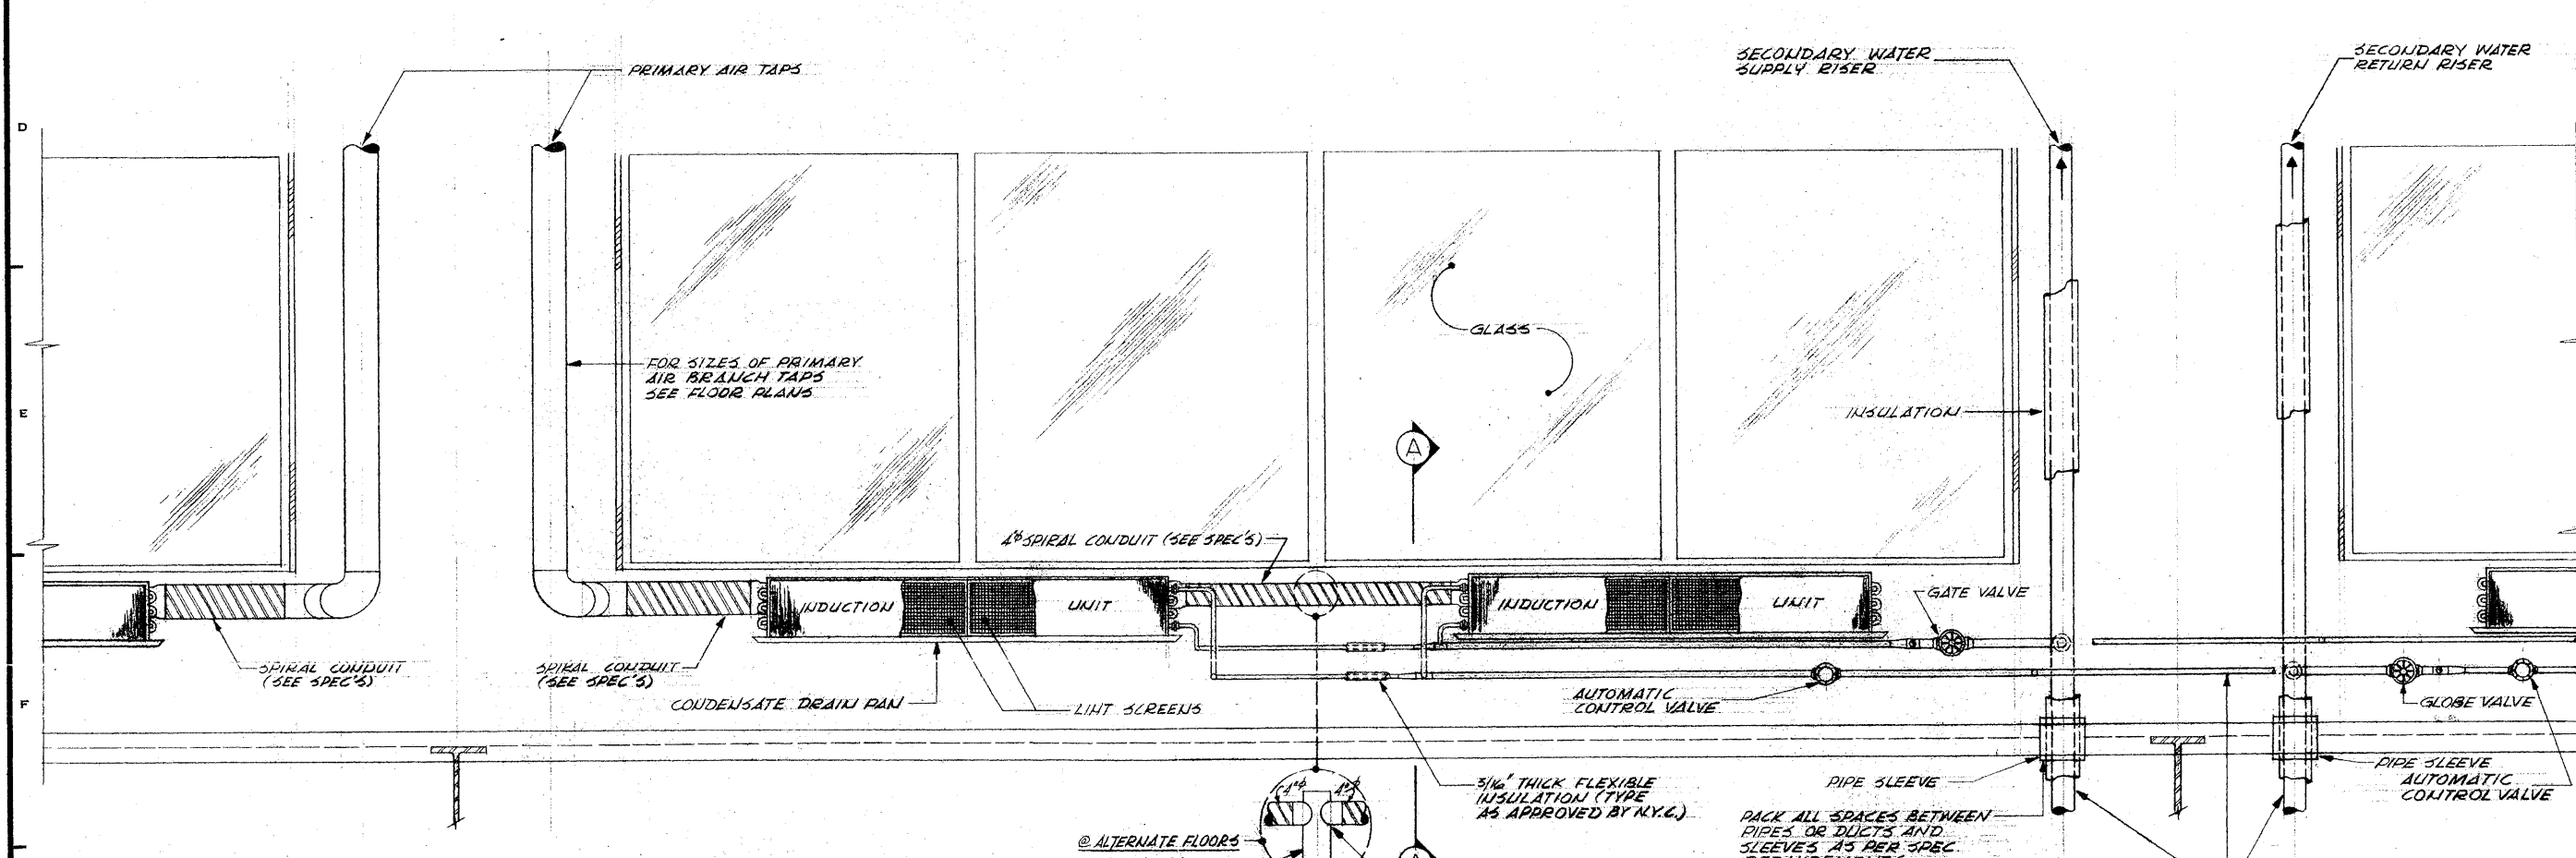 PRIMARY AIR TAPS
SECONDARY WATER
SUPPLY RISER
SECONDARY WATER
RETURN RISER
D
GLASS
FOR SIZES OF PRIMARY
AIR BRANCH TAPS
SEE FLOOR PLANS
E
INSULATION
A
4"ø SPIRAL CONDUIT (SEE SPEC'S)
INDUCTION UNIT
INDUCTION UNIT
GATE VALVE
SPIRAL CONDUIT
(SEE SPEC'S)
SPIRAL CONDUIT
(SEE SPEC'S)
CONDENSATE DRAIN PAN
LINT SCREENS
AUTOMATIC
CONTROL VALVE
GLOBE VALVE
F
3/16" THICK FLEXIBLE
INSULATION (TYPE
AS APPROVED BY N.Y.C.)
PIPE SLEEVE
PIPE SLEEVE
AUTOMATIC
CONTROL VALVE
4"ø 4"ø
PACK ALL SPACES BETWEEN
PIPES OR DUCTS AND
SLEEVES AS PER SPEC
@ ALTERNATE FLOORS